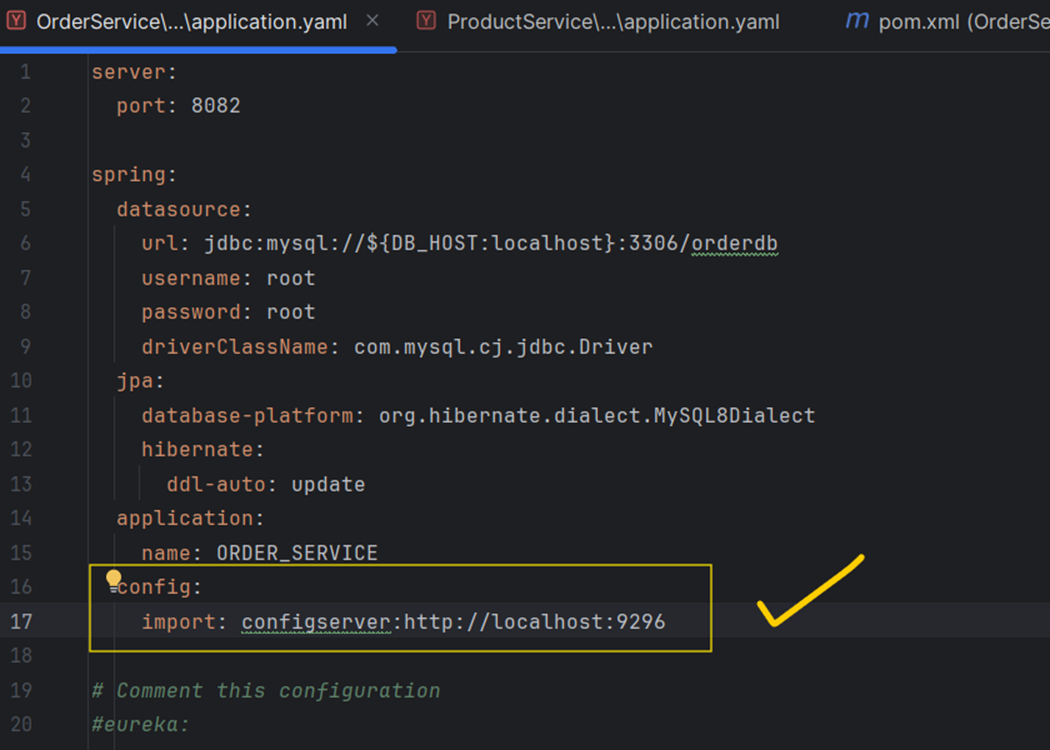 OrderService\...\application.yaml
ProductService\...\application.yaml
m pom.xml (OrderSe
1 server:
2 port: 8082
3
4 spring:
5 datasource:
6 url: jdbc:mysql://${DB_HOST:localhost}:3306/orderdb
7 username: root
8 password: root
9 driverClassName: com.mysql.cj.jdbc.Driver
10 jpa:
11 database-platform: org.hibernate.dialect.MySQL8Dialect
12 hibernate:
13 ddl-auto: update
14 application:
15 name: ORDER_SERVICE
16 config:
17 import: configserver:http://localhost:9296
18
19 # Comment this configuration
20 #eureka: